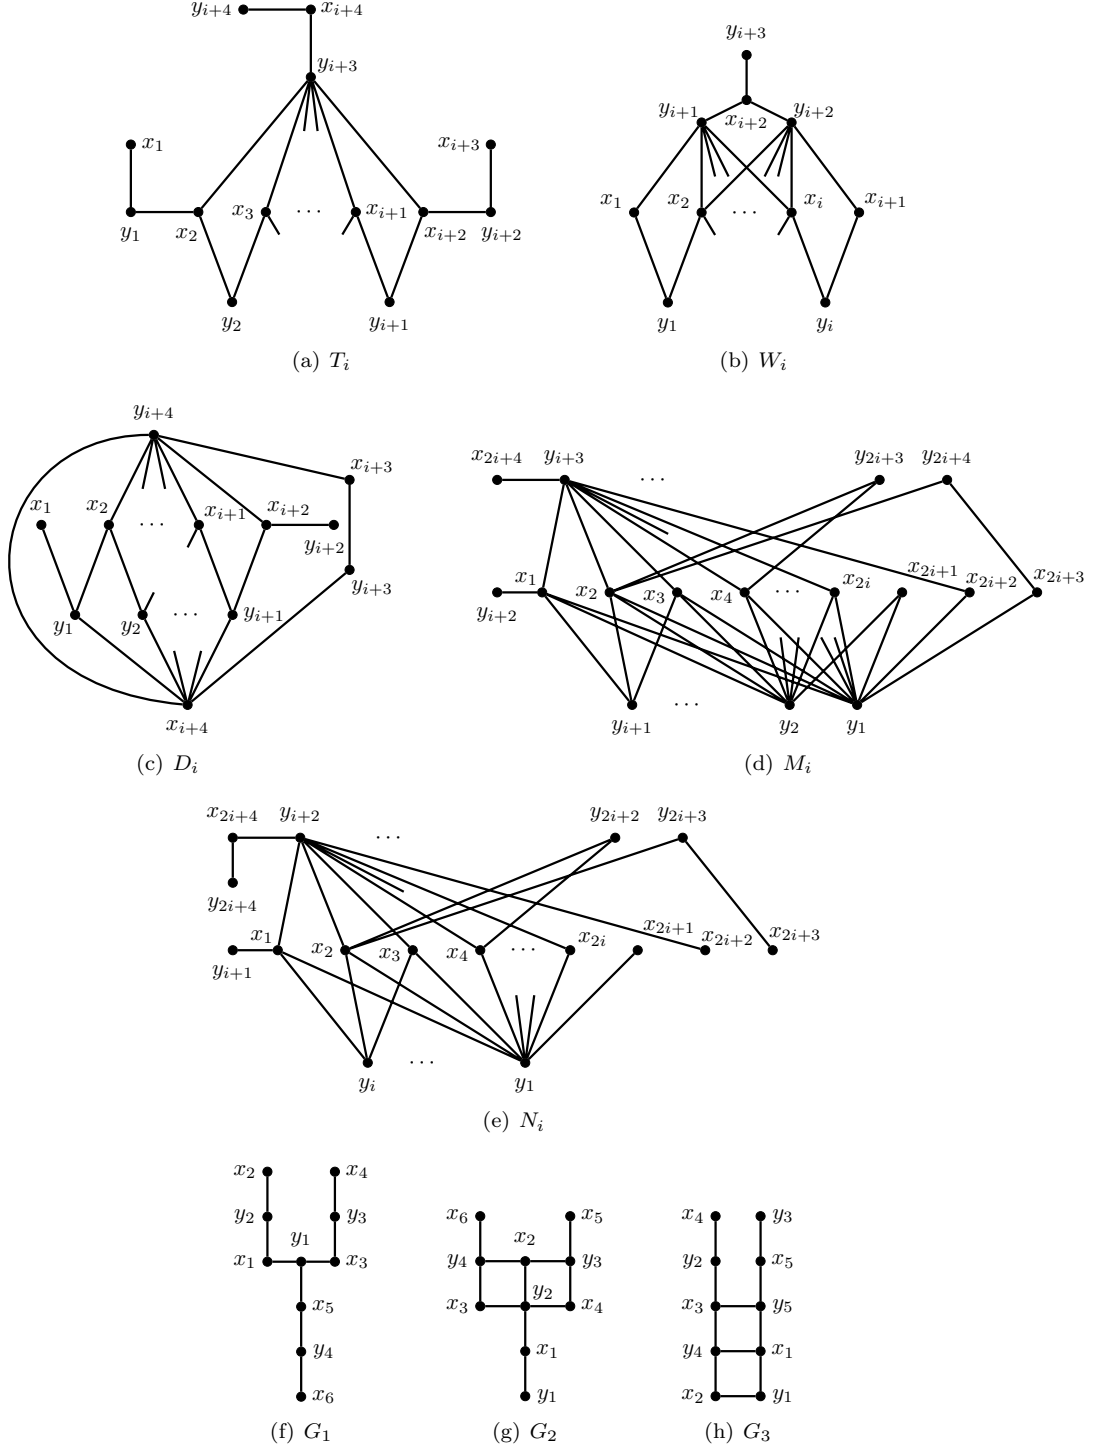 y_{i+4} x_{i+4}
y_{i+3}
x_1 x_{i+3}
x_3 ... x_{i+1}
y_1 x_2 x_{i+2} y_{i+2}
y_2 y_{i+1}
(a) T_i
y_{i+3}
y_{i+1} x_{i+2} y_{i+2}
x_1 x_2 ... x_i x_{i+1}
y_1 y_i
(b) W_i
y_{i+4}
x_{i+3}
x_1 x_2 ... x_{i+1} x_{i+2}
y_{i+2}
y_{i+3}
y_1 y_2 ... y_{i+1}
x_{i+4}
(c) D_i
x_{2i+4} y_{i+3} ... y_{2i+3} y_{2i+4}
x_1 x_2 x_3 x_4 ... x_{2i} x_{2i+1} x_{2i+2} x_{2i+3}
y_{i+2}
y_{i+1} ... y_2 y_1
(d) M_i
x_{2i+4} y_{i+2} ... y_{2i+2} y_{2i+3}
y_{2i+4}
x_1 x_2 x_3 x_4 ... x_{2i} x_{2i+1} x_{2i+2} x_{2i+3}
y_{i+1}
y_i ... y_1
(e) N_i
x_2 x_4
y_2 y_3
y_1
x_1 x_3
x_5
y_4
x_6
(f) G_1
x_6 x_5
x_2
y_4 y_3
y_2
x_3 x_4
x_1
y_1
(g) G_2
x_4 y_3
y_2 x_5
x_3 y_5
y_4 x_1
x_2 y_1
(h) G_3